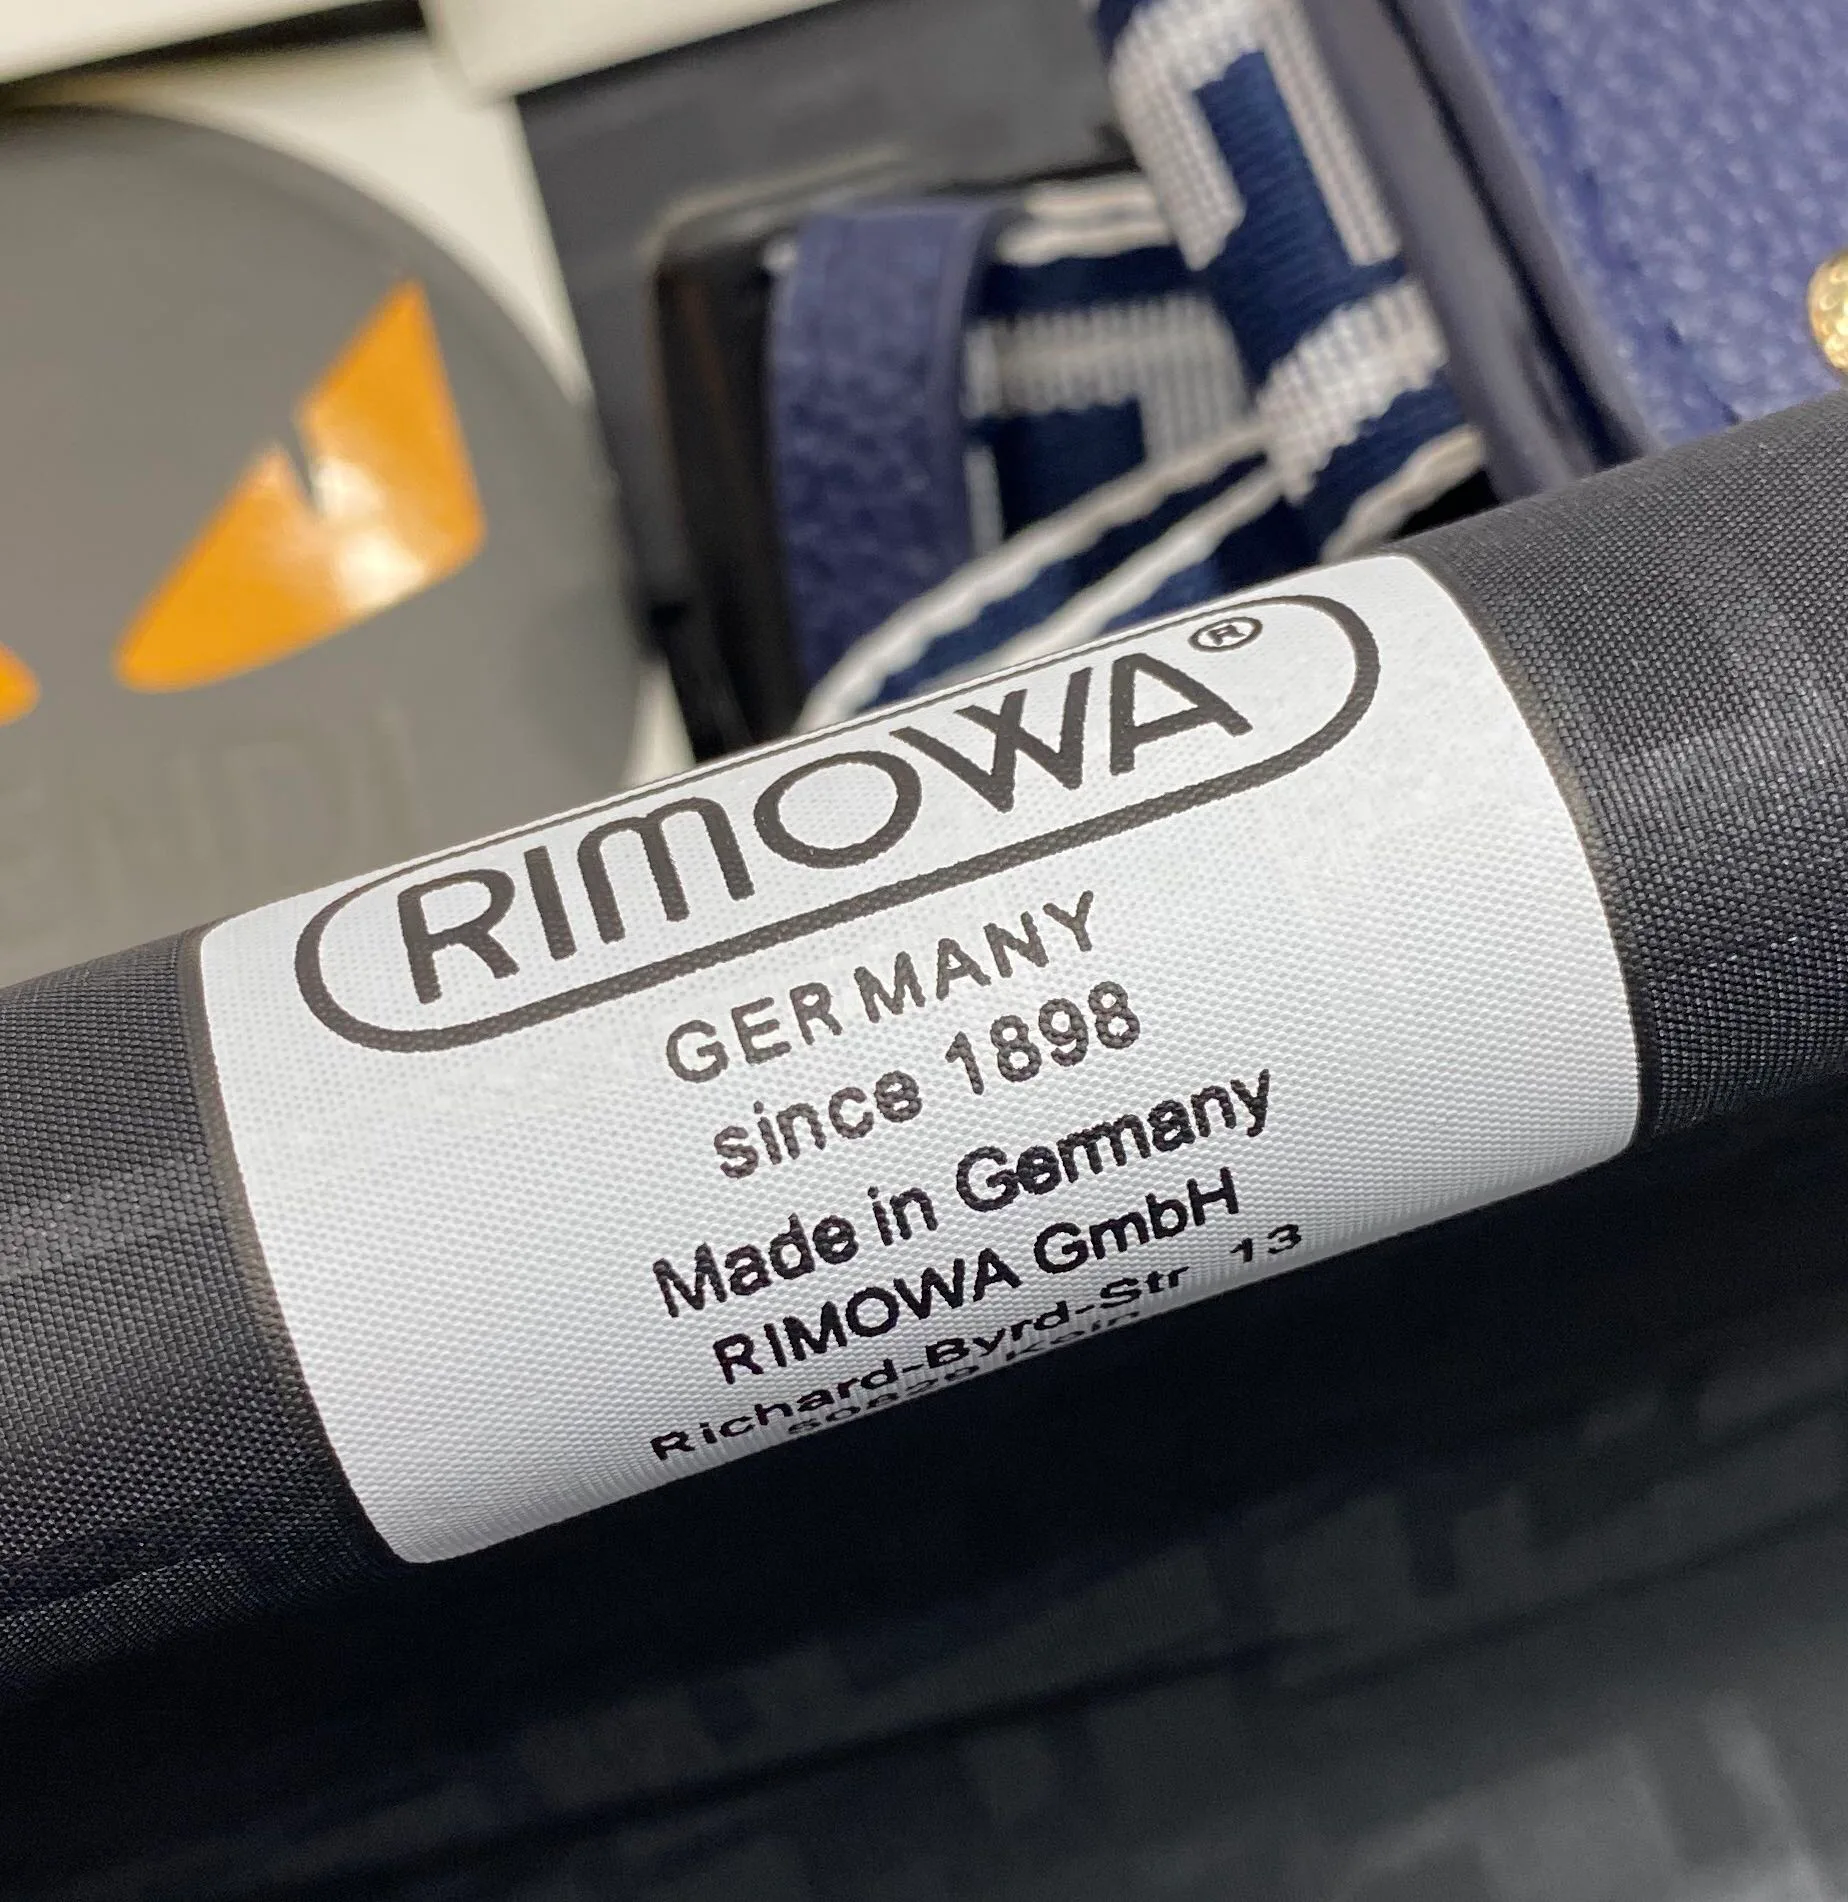 RIMOWA®
GERMANY
since 1898
Made in Germany
RIMOWA GmbH
Richard-Byrd-Str 13